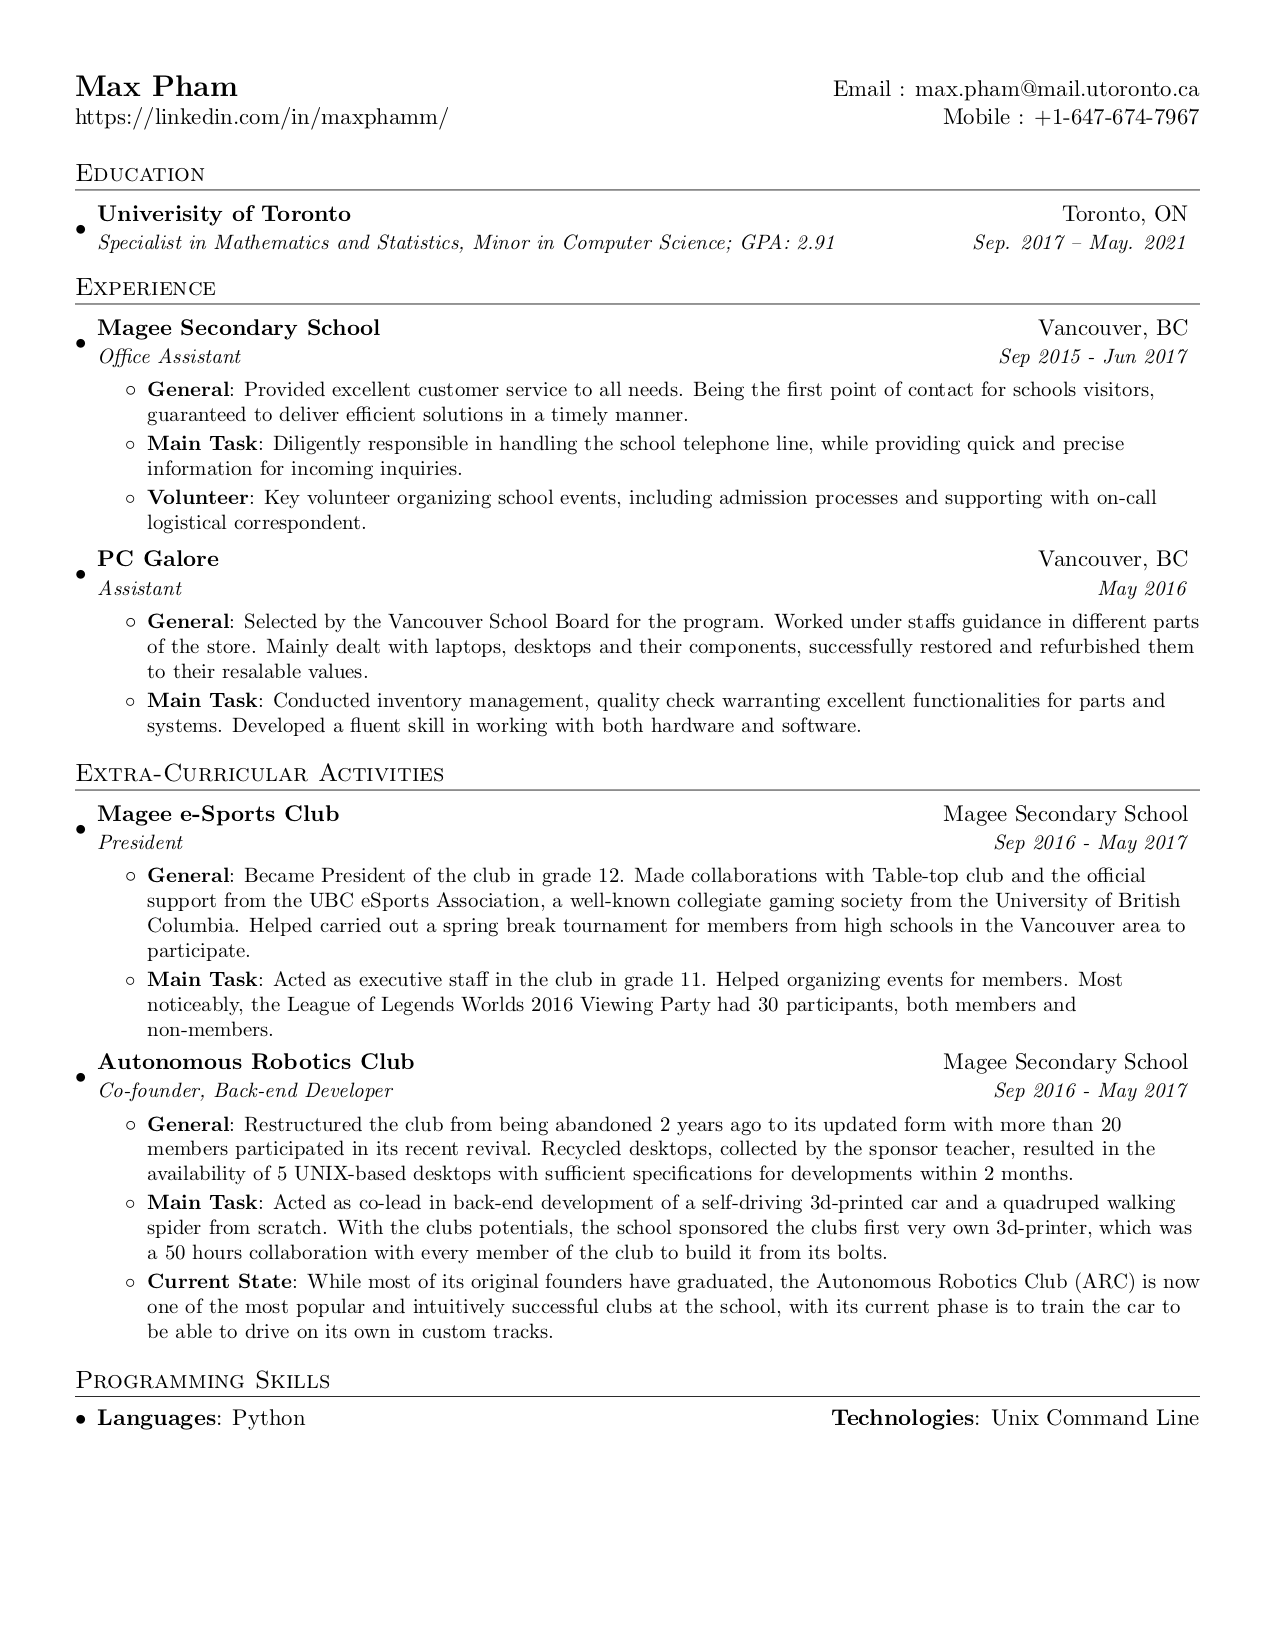 Max Pham Email : max.pham@mail.utoronto.ca
https://linkedin.com/in/maxphamm/ Mobile : +1-647-674-7967
Education
• Univerisity of Toronto Toronto, ON
Specialist in Mathematics and Statistics, Minor in Computer Science; GPA: 2.91 Sep. 2017 – May. 2021
Experience
• Magee Secondary School Vancouver, BC
Office Assistant Sep 2015 - Jun 2017
◦ General: Provided excellent customer service to all needs. Being the first point of contact for schools visitors,
guaranteed to deliver efficient solutions in a timely manner.
◦ Main Task: Diligently responsible in handling the school telephone line, while providing quick and precise
information for incoming inquiries.
◦ Volunteer: Key volunteer organizing school events, including admission processes and supporting with on-call
logistical correspondent.
• PC Galore Vancouver, BC
Assistant May 2016
◦ General: Selected by the Vancouver School Board for the program. Worked under staffs guidance in different parts
of the store. Mainly dealt with laptops, desktops and their components, successfully restored and refurbished them
to their resalable values.
◦ Main Task: Conducted inventory management, quality check warranting excellent functionalities for parts and
systems. Developed a fluent skill in working with both hardware and software.
Extra-Curricular Activities
• Magee e-Sports Club Magee Secondary School
President Sep 2016 - May 2017
◦ General: Became President of the club in grade 12. Made collaborations with Table-top club and the official
support from the UBC eSports Association, a well-known collegiate gaming society from the University of British
Columbia. Helped carried out a spring break tournament for members from high schools in the Vancouver area to
participate.
◦ Main Task: Acted as executive staff in the club in grade 11. Helped organizing events for members. Most
noticeably, the League of Legends Worlds 2016 Viewing Party had 30 participants, both members and
non-members.
• Autonomous Robotics Club Magee Secondary School
Co-founder, Back-end Developer Sep 2016 - May 2017
◦ General: Restructured the club from being abandoned 2 years ago to its updated form with more than 20
members participated in its recent revival. Recycled desktops, collected by the sponsor teacher, resulted in the
availability of 5 UNIX-based desktops with sufficient specifications for developments within 2 months.
◦ Main Task: Acted as co-lead in back-end development of a self-driving 3d-printed car and a quadruped walking
spider from scratch. With the clubs potentials, the school sponsored the clubs first very own 3d-printer, which was
a 50 hours collaboration with every member of the club to build it from its bolts.
◦ Current State: While most of its original founders have graduated, the Autonomous Robotics Club (ARC) is now
one of the most popular and intuitively successful clubs at the school, with its current phase is to train the car to
be able to drive on its own in custom tracks.
Programming Skills
• Languages: Python Technologies: Unix Command Line